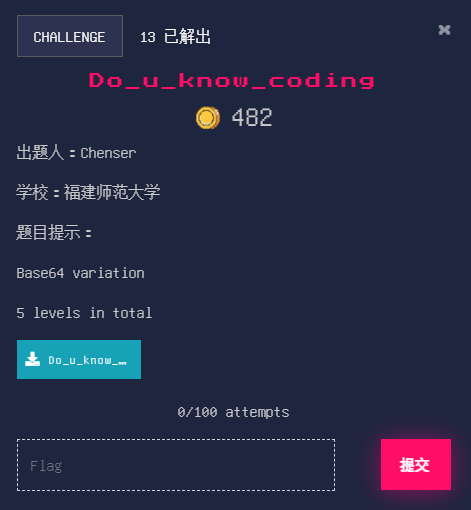 CHALLENGE 13 已解出
Do_u_know_coding
482
出题人：Chenser
学校：福建师范大学
题目提示：
Base64 variation
5 levels in total
Do_u_know_…
0/100 attempts
Flag
提交